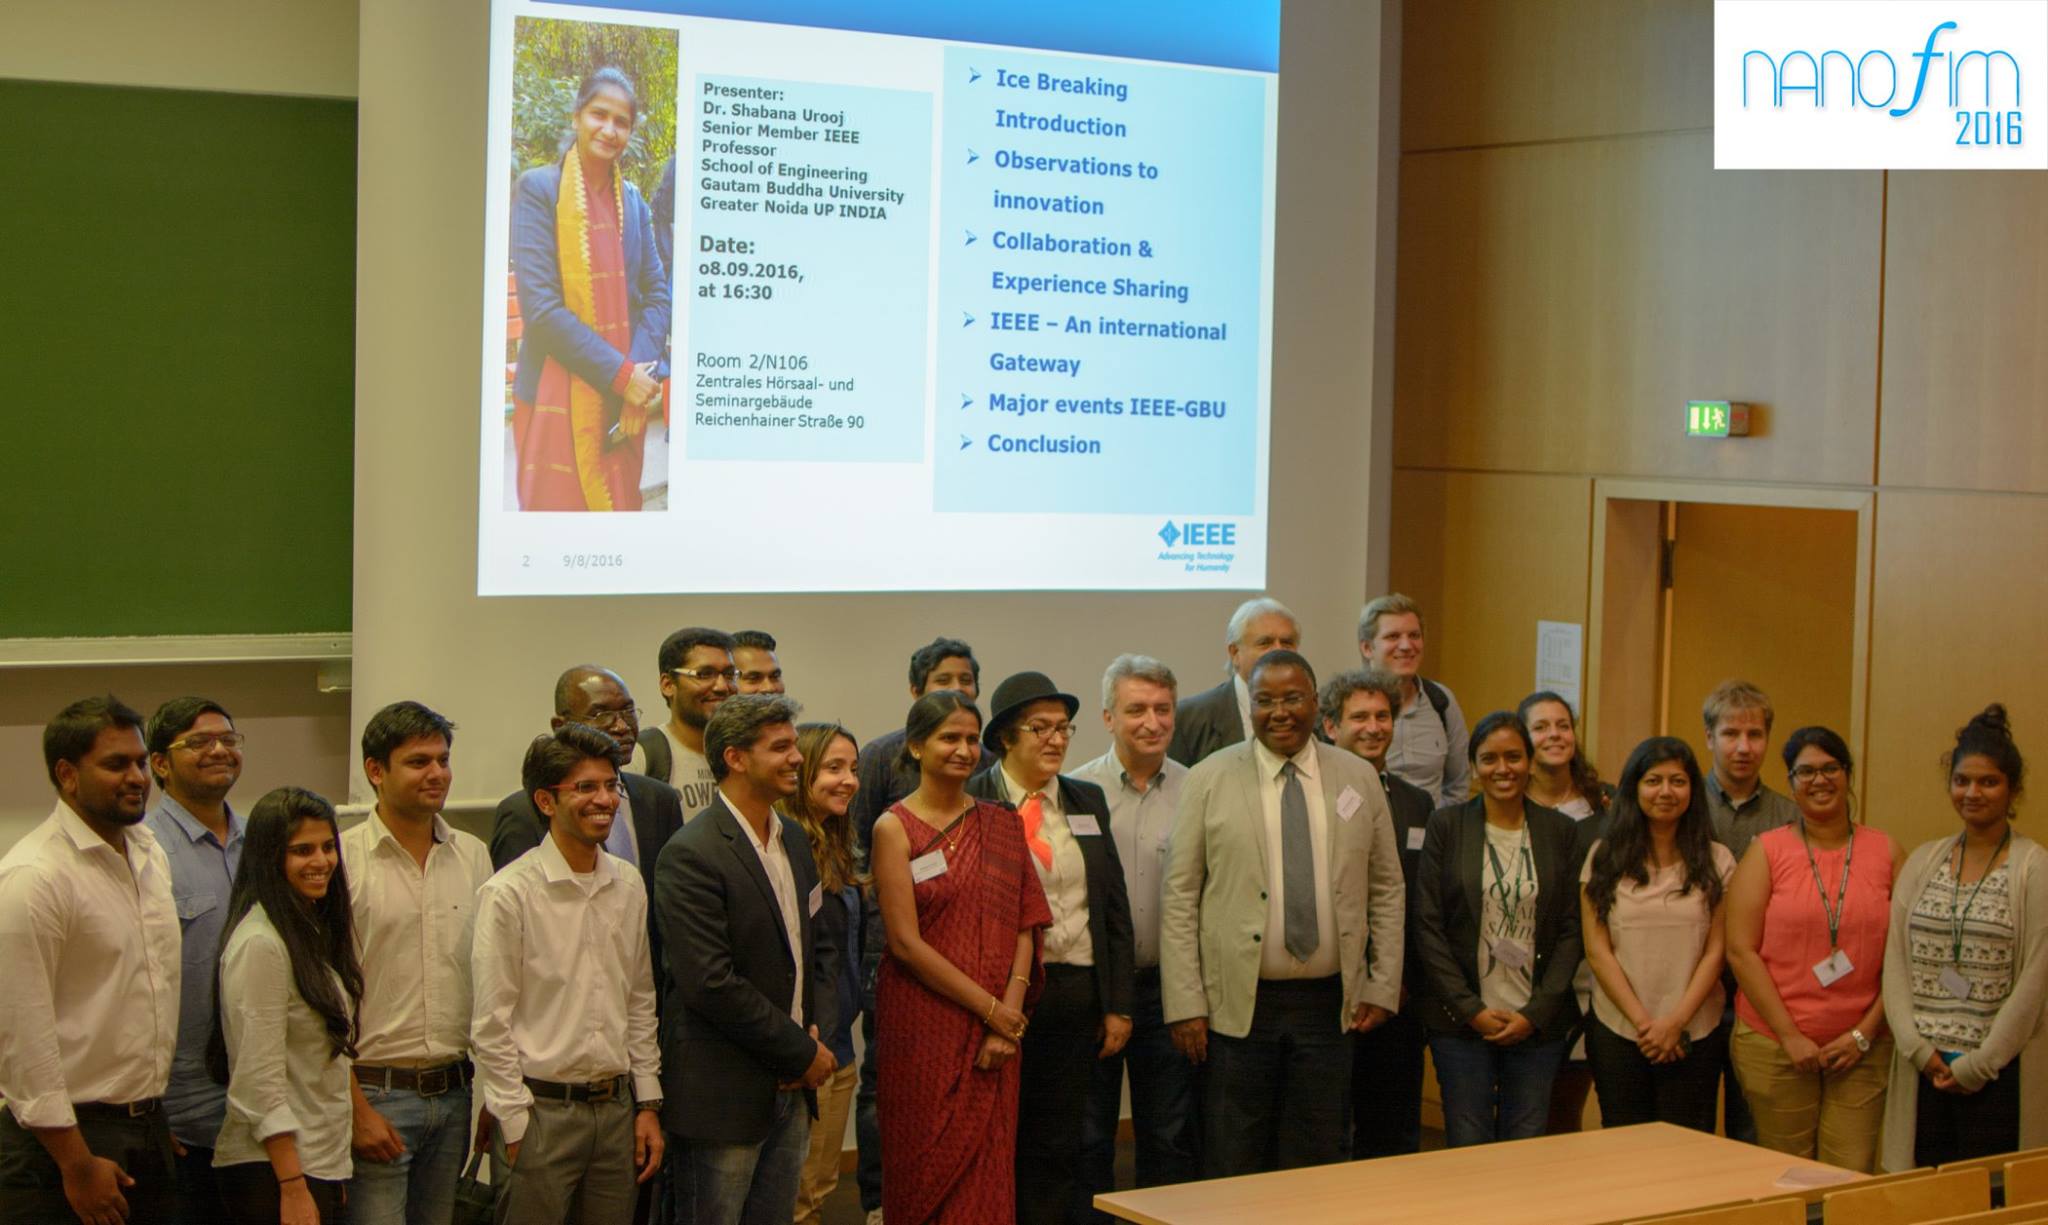 Presenter:
Dr. Shabana Urooj
Senior Member IEEE
Professor
School of Engineering
Gautam Buddha University
Greater Noida UP INDIA
Date:
o8.09.2016,
at 16:30
Room 2/N106
Zentrales Hörsaal- und
Seminargebäude
Reichenhainer Straße 90
➢ Ice Breaking
Introduction
➢ Observations to
innovation
➢ Collaboration &
Experience Sharing
➢ IEEE – An international
Gateway
➢ Major events IEEE-GBU
➢ Conclusion
2 9/8/2016
IEEE
Advancing Technology
for Humanity
nanofim
2016